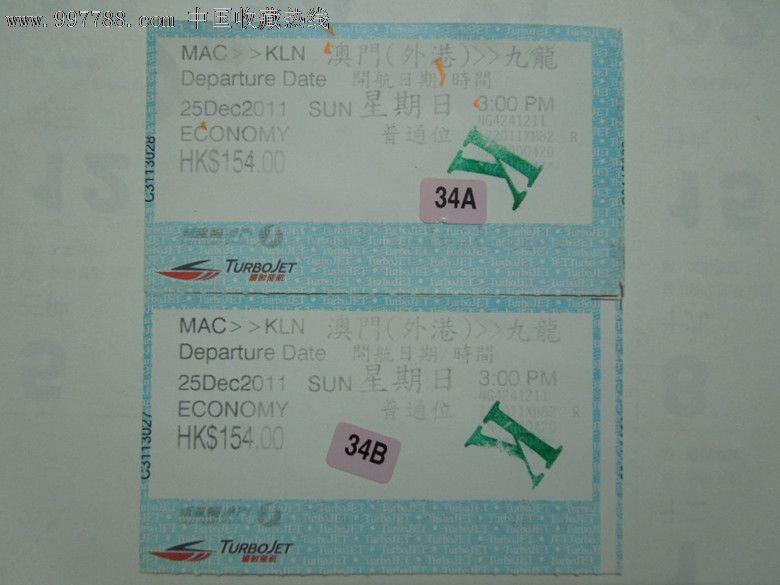 www.997788.com 中国收藏热线
MAC>>KLN 澳門(外港)>>九龍
Departure Date 開航日期/時間
25Dec2011 SUN 星期日 3:00 PM
NG4241211
ECONOMY 普通位 R
HK$154.00
34A
C3113028
TURBOJET
噴射飛航
MAC>>KLN 澳門(外港)>>九龍
Departure Date 開航日期/時間
25Dec2011 SUN 星期日 3:00 PM
NG4241211
ECONOMY 普通位 R
HK$154.00
34B
C3113027
TURBOJET
噴射飛航